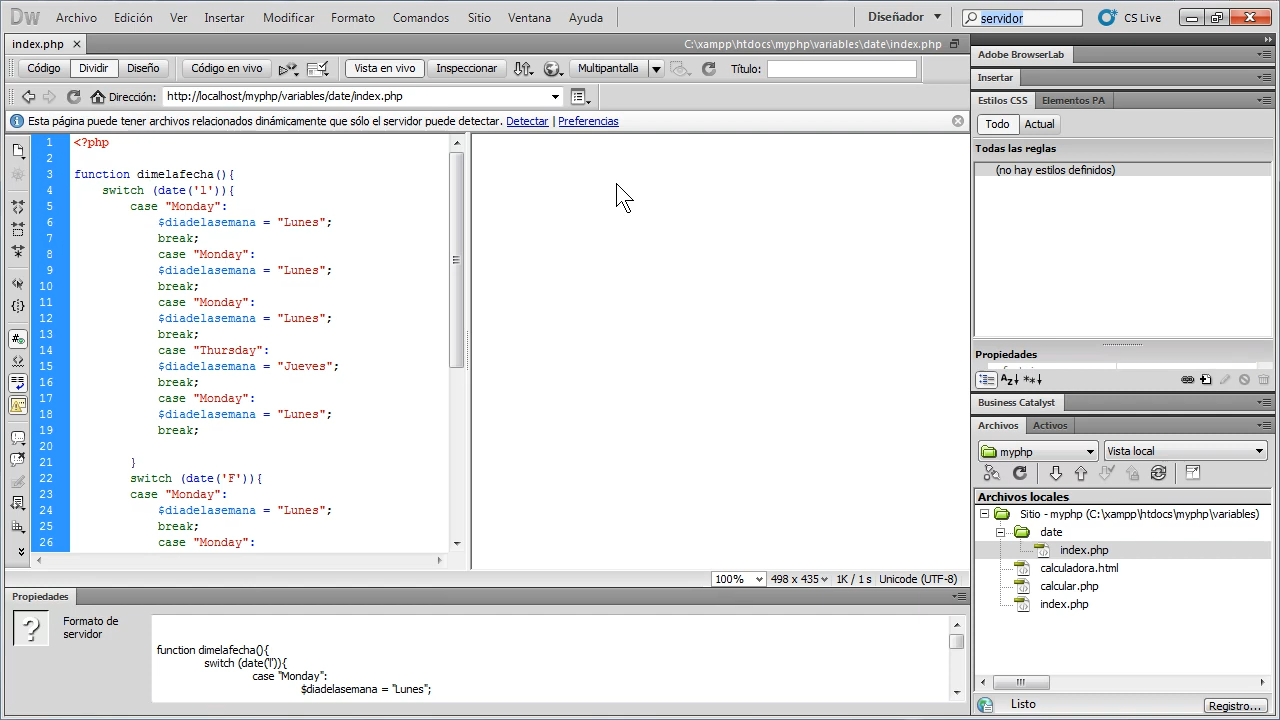 Dw Archivo Edición Ver Insertar Modificar Formato Comandos Sitio Ventana Ayuda Diseñador servidor CS Live
index.php C:\xampp\htdocs\myphp\variables\date\index.php
Código Dividir Diseño Código en vivo Vista en vivo Inspeccionar Multipantalla Título:
Dirección: http://localhost/myphp/variables/date/index.php
Esta página puede tener archivos relacionados dinámicamente que sólo el servidor puede detectar. Detectar | Preferencias
1 <?php
2
3 function dimelafecha(){
4 switch (date('l')){
5 case "Monday":
6 $diadelasemana = "Lunes";
7 break;
8 case "Monday":
9 $diadelasemana = "Lunes";
10 break;
11 case "Monday":
12 $diadelasemana = "Lunes";
13 break;
14 case "Thursday":
15 $diadelasemana = "Jueves";
16 break;
17 case "Monday":
18 $diadelasemana = "Lunes";
19 break;
20
21 }
22 switch (date('F')){
23 case "Monday":
24 $diadelasemana = "Lunes";
25 break;
26 case "Monday":
100% 498 x 435 1K / 1 s Unicode (UTF-8)
Propiedades
Formato de
servidor
function dimelafecha(){
switch (date('l')){
case "Monday":
$diadelasemana = "Lunes";
Adobe BrowserLab
Insertar
Estilos CSS Elementos PA
Todo Actual
Todas las reglas
(no hay estilos definidos)
Propiedades
Business Catalyst
Archivos Activos
myphp Vista local
Archivos locales
Sitio - myphp (C:\xampp\htdocs\myphp\variables)
date
index.php
calculadora.html
calcular.php
index.php
Listo Registro...